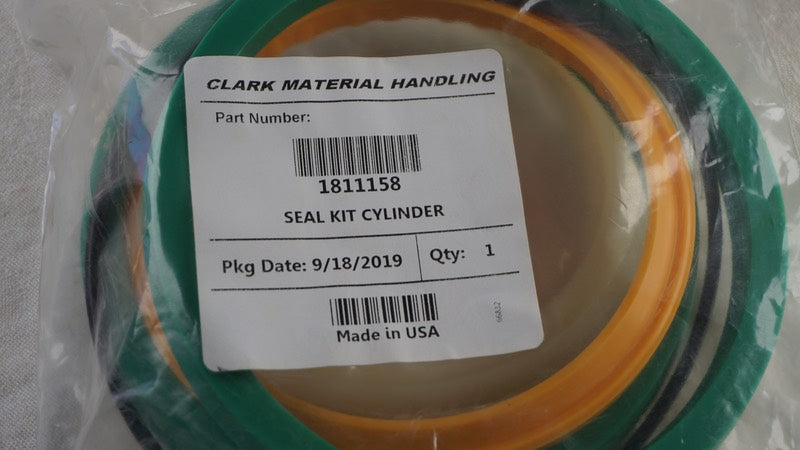 CLARK MATERIAL HANDLING
Part Number:
1811158
SEAL KIT CYLINDER
Pkg Date: 9/18/2019 Qty: 1
Made in USA
66832